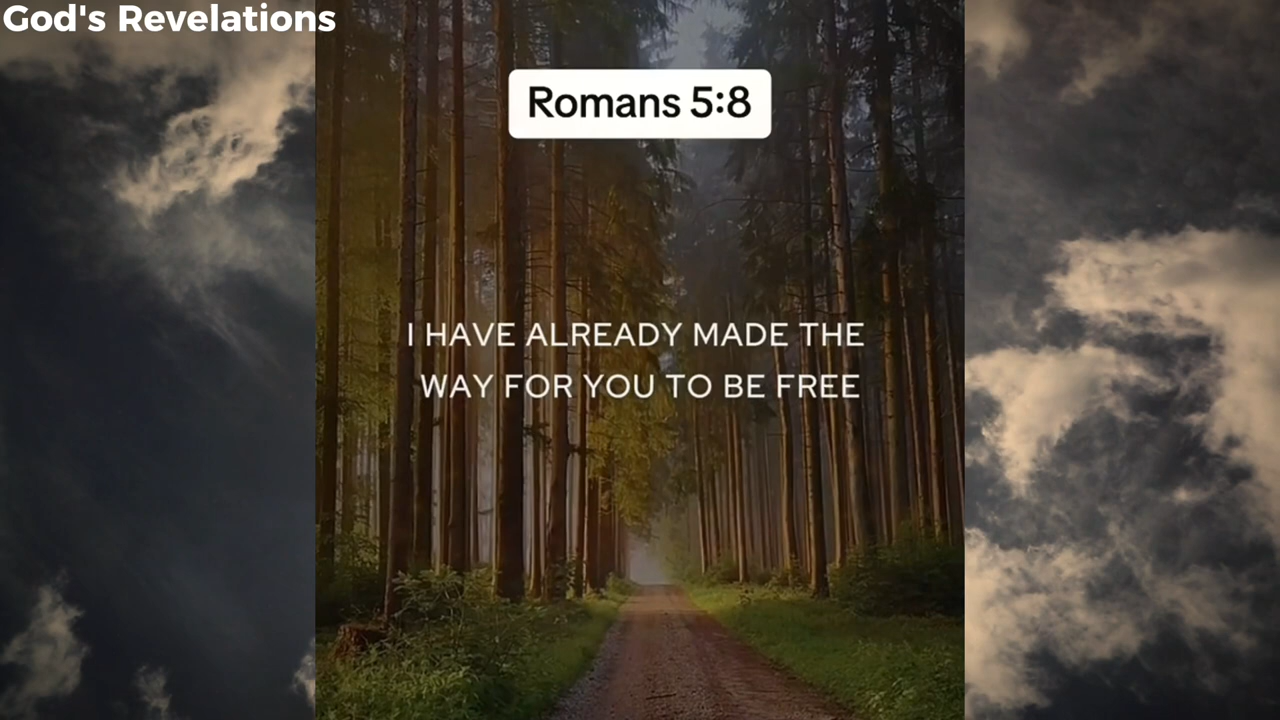 God's Revelations
Romans 5:8
I HAVE ALREADY MADE THE
WAY FOR YOU TO BE FREE